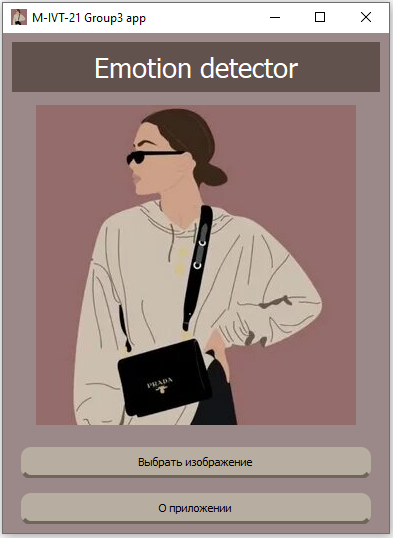 M-IVT-21 Group3 app
Emotion detector
PRADA
Выбрать изображение
О приложении